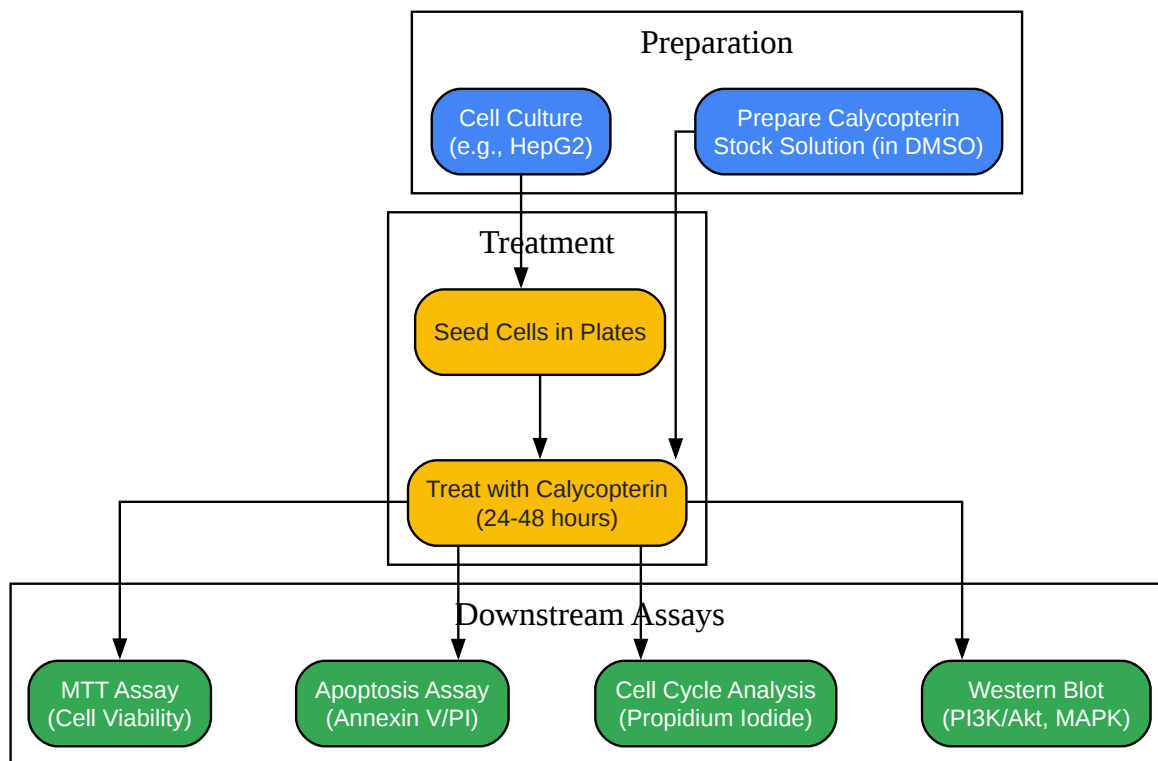 Preparation
Cell Culture
(e.g., HepG2)
Prepare Calycopterin
Stock Solution (in DMSO)
Treatment
Seed Cells in Plates
Treat with Calycopterin
(24-48 hours)
Downstream Assays
MTT Assay
(Cell Viability)
Apoptosis Assay
(Annexin V/PI)
Cell Cycle Analysis
(Propidium Iodide)
Western Blot
(PI3K/Akt, MAPK)